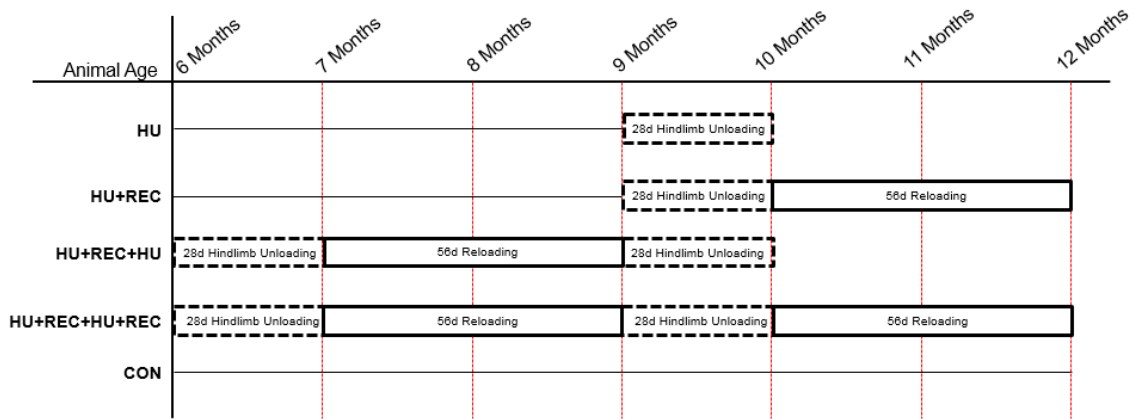 Animal Age
6 Months
7 Months
8 Months
9 Months
10 Months
11 Months
12 Months
HU
28d Hindlimb Unloading
HU+REC
28d Hindlimb Unloading
56d Reloading
HU+REC+HU
28d Hindlimb Unloading
56d Reloading
28d Hindlimb Unloading
HU+REC+HU+REC
28d Hindlimb Unloading
56d Reloading
28d Hindlimb Unloading
56d Reloading
CON